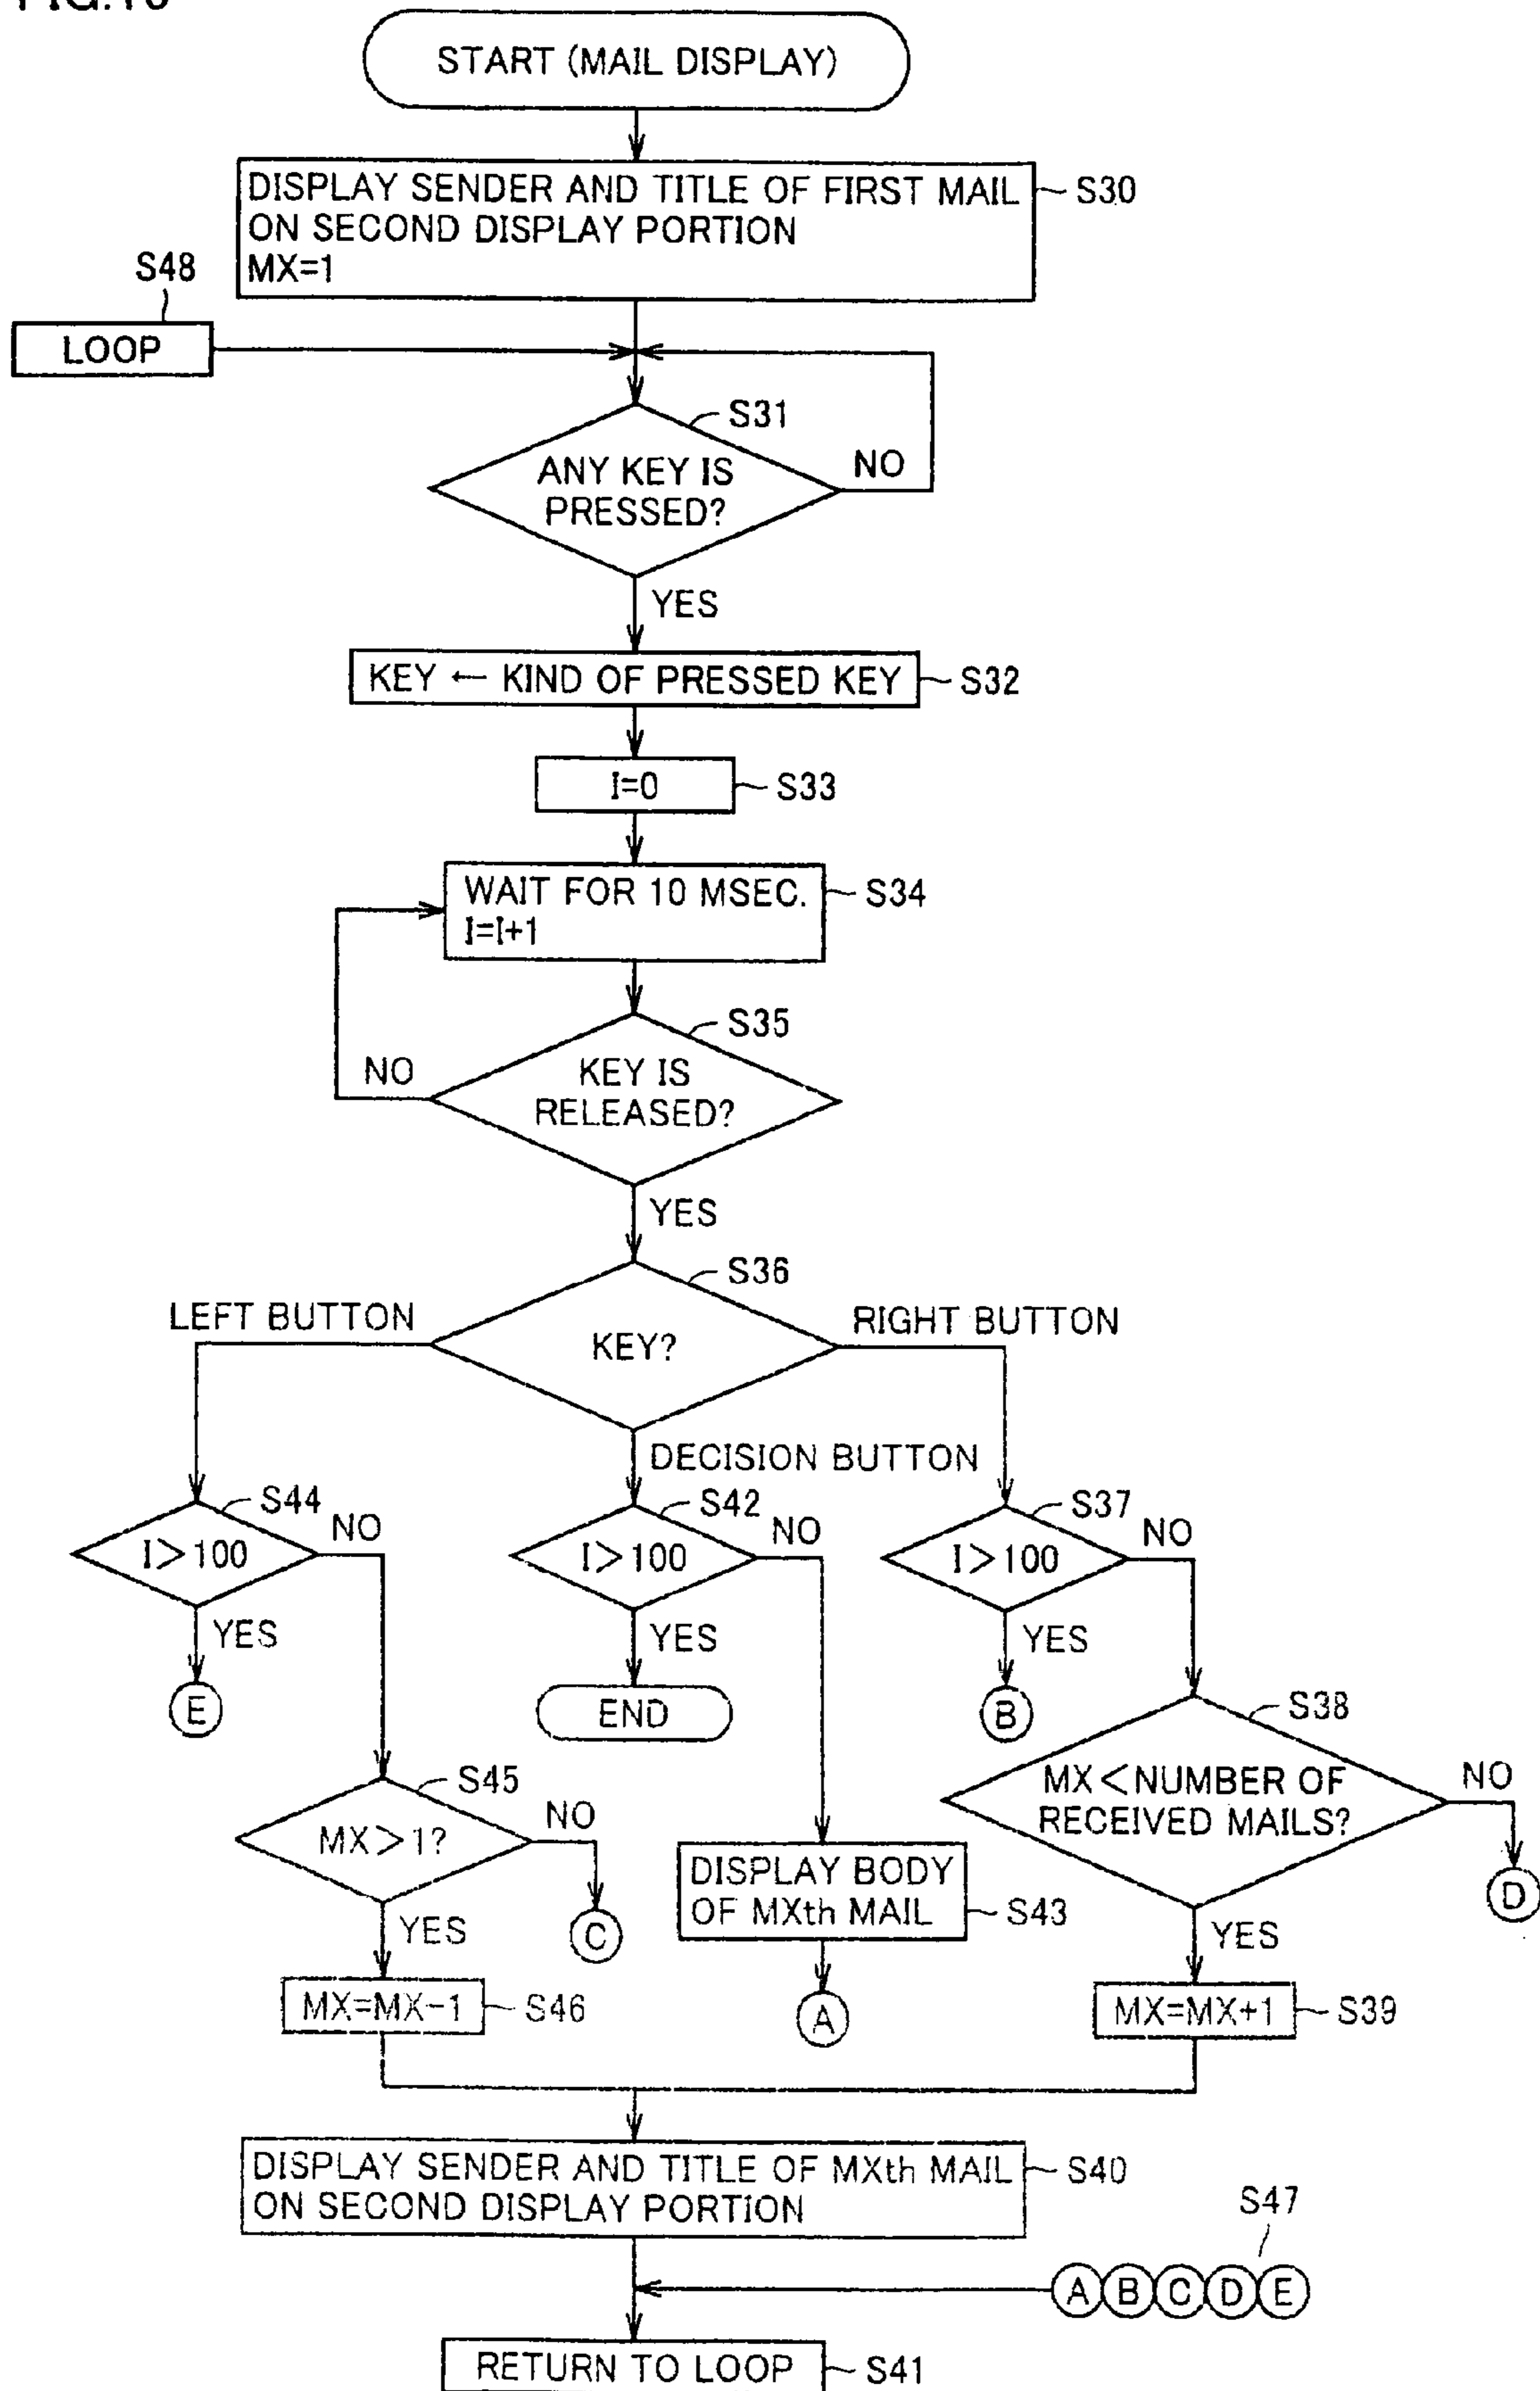 START (MAIL DISPLAY)
DISPLAY SENDER AND TITLE OF FIRST MAIL
ON SECOND DISPLAY PORTION
MX=1
S30
S48
LOOP
S31
ANY KEY IS
PRESSED?
NO
YES
KEY ← KIND OF PRESSED KEY
S32
I=0
S33
WAIT FOR 10 MSEC.
I=I+1
S34
S35
KEY IS
RELEASED?
NO
YES
S36
KEY?
LEFT BUTTON
RIGHT BUTTON
DECISION BUTTON
S44
I>100
NO
YES
E
S42
I>100
NO
YES
END
S37
I>100
NO
YES
B
S38
MX<NUMBER OF
RECEIVED MAILS?
NO
D
YES
S45
MX>1?
NO
C
YES
DISPLAY BODY
OF MXth MAIL
S43
A
MX=MX-1
S46
MX=MX+1
S39
DISPLAY SENDER AND TITLE OF MXth MAIL
ON SECOND DISPLAY PORTION
S40
S47
A B C D E
RETURN TO LOOP
S41